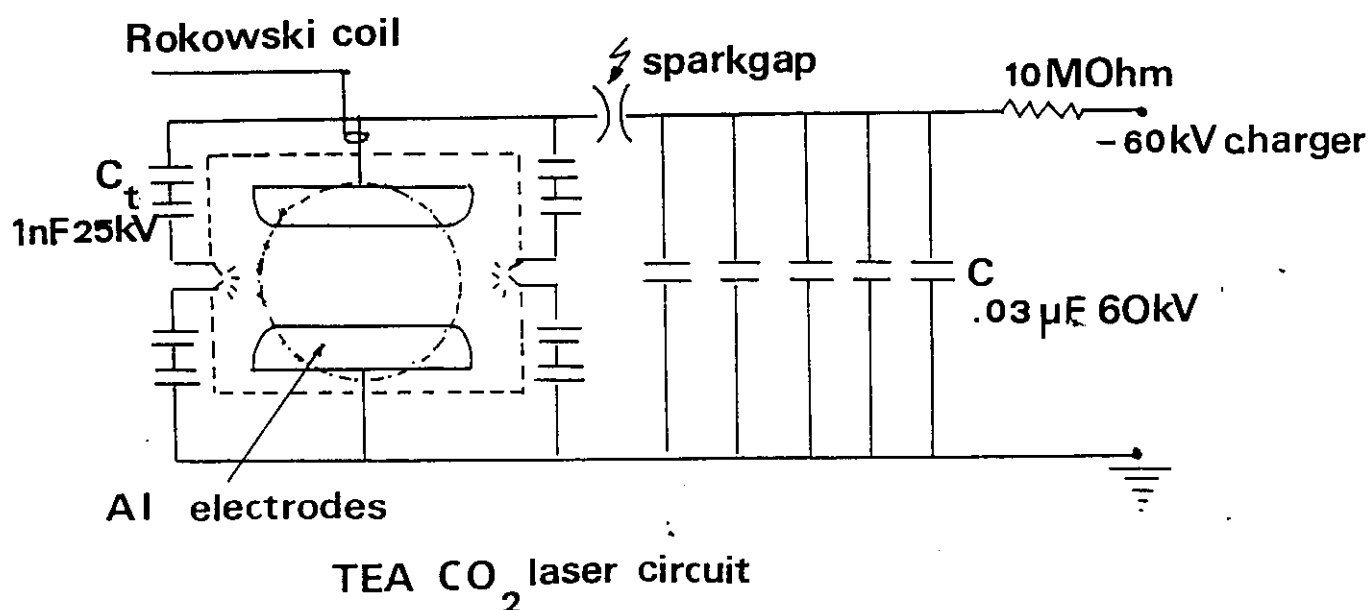 Rokowski coil
sparkgap
10MOhm
-60kV charger
Ct
1nF25kV
C
.03 µF 60kV
Al electrodes
TEA CO2 laser circuit